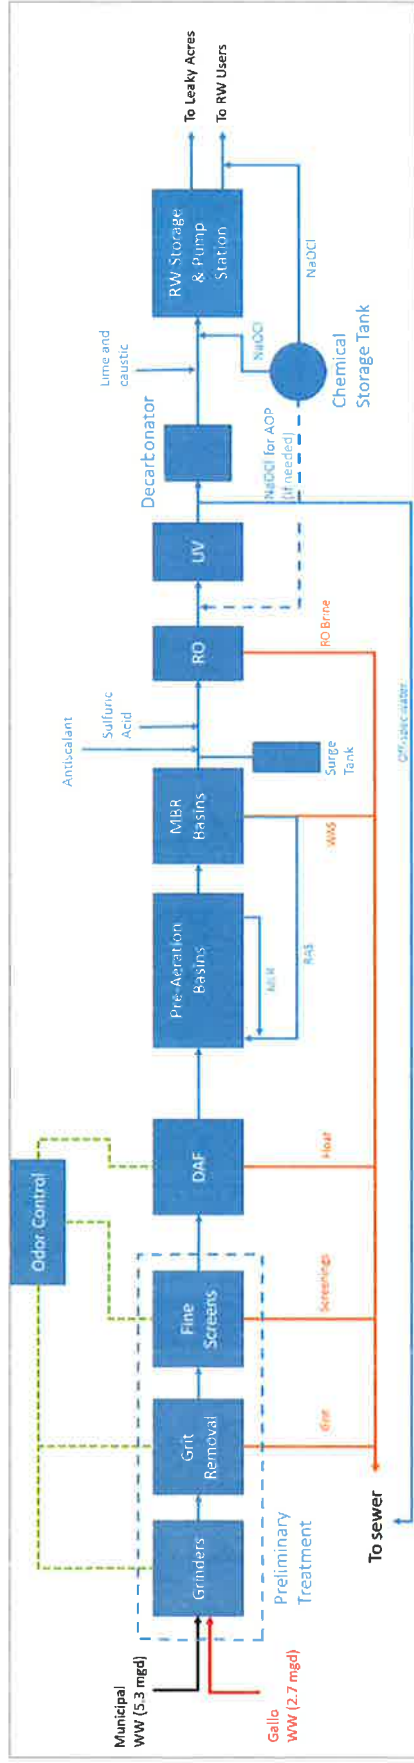 Odor Control
Municipal
WW (5.3 mgd)
Gallo
WW (2.7 mgd)
Grinders
Grit
Removal
Fine
Screens
Preliminary
Treatment
DAF
Pre-Aeration
Basins
MBR
Basins
MLR
RAS
Antiscalant
Sulfuric
Acid
Surge
Tank
RO
UV
Decarbonator
Lime and
caustic
RW Storage
& Pump
Station
To Leaky Acres
To RW Users
NaOCl
NaOCl
Chemical
Storage Tank
NaOCl for AOP
(if needed)
Grit
Screenings
Float
WAS
RO Brine
Off-spec water
To sewer